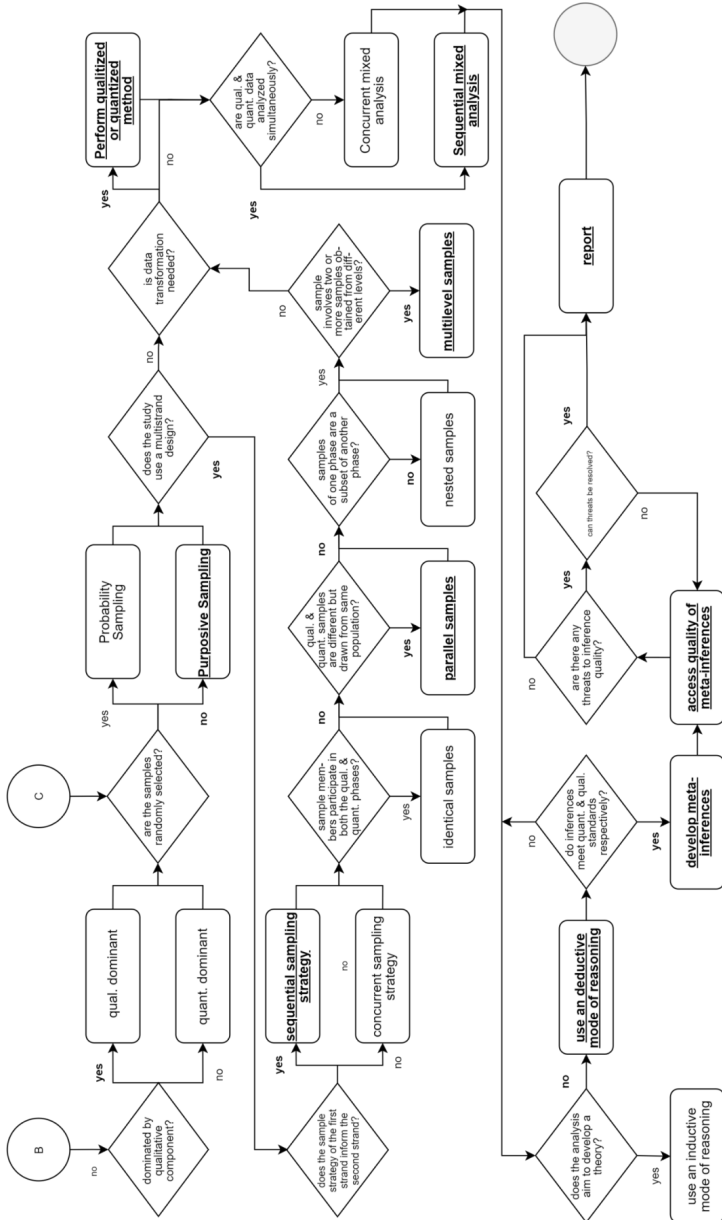 B
no
dominated by
qualitative
component?
yes
no
qual. dominant
quant. dominant
C
are the samples
randomly selected?
yes
no
Probability
Sampling
Purposive Sampling
does the study
use a multistrand
design?
no
yes
is data
transformation
needed?
yes
no
Perform qualitized
or quantized
method
are qual. &
quant. data
analyzed
simultaneously?
no
yes
Concurrent mixed
analysis
Sequential mixed
analysis
does the sample
strategy of the first
strand inform the
second strand?
yes
no
sequential sampling
strategy
no
concurrent sampling
strategy
sample mem-
bers participate in
both the qual. &
quant. phases?
yes
no
identical samples
qual. &
quant. samples
are different but
drawn from same
population?
yes
no
parallel samples
samples
of one phase are a
subset of another
phase?
no
yes
nested samples
sample
involves two or
more samples ob-
tained from diff-
erent levels?
no
yes
multilevel samples
does the analysis
aim to develop a
theory?
no
yes
use an deductive
mode of reasoning
use an inductive
mode of reasoning
do inferences
meet quant. & qual.
standards
respectively?
no
yes
develop meta-
inferences
access quality of
meta-inferences
are there any
threats to inference
quality?
no
yes
can threats be resolved?
yes
no
report